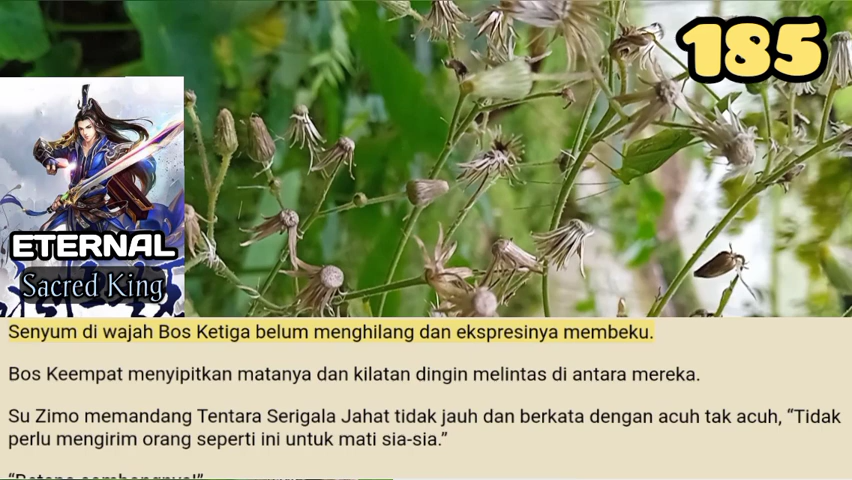 185
ETERNAL
Sacred King
Senyum di wajah Bos Ketiga belum menghilang dan ekspresinya membeku.
Bos Keempat menyipitkan matanya dan kilatan dingin melintas di antara mereka.
Su Zimo memandang Tentara Serigala Jahat tidak jauh dan berkata dengan acuh tak acuh, “Tidak
perlu mengirim orang seperti ini untuk mati sia-sia.”